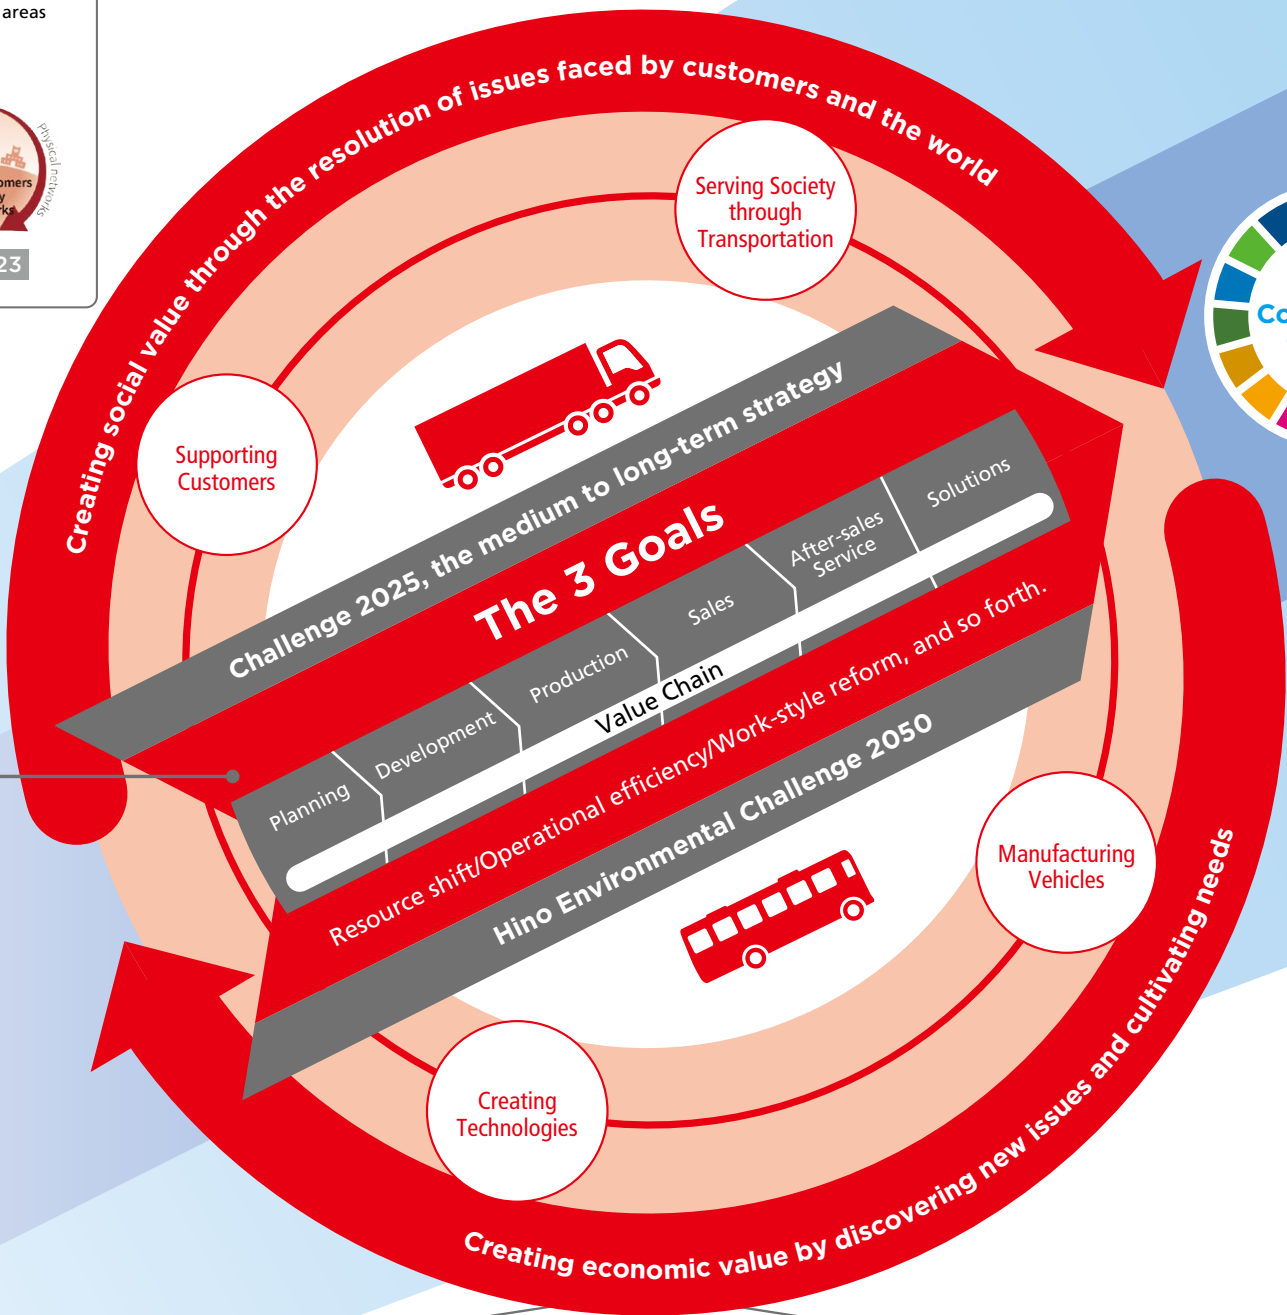 areas
Physical networks
23
Creating social value through the resolution of issues faced by customers and the world
Serving Society
through
Transportation
Supporting
Customers
Challenge 2025, the medium to long-term strategy
The 3 Goals
Planning
Development
Production
Sales
After-sales
Service
Solutions
Value Chain
Resource shift/Operational efficiency/Work-style reform, and so forth.
Hino Environmental Challenge 2050
Manufacturing
Vehicles
Creating
Technologies
Creating economic value by discovering new issues and cultivating needs